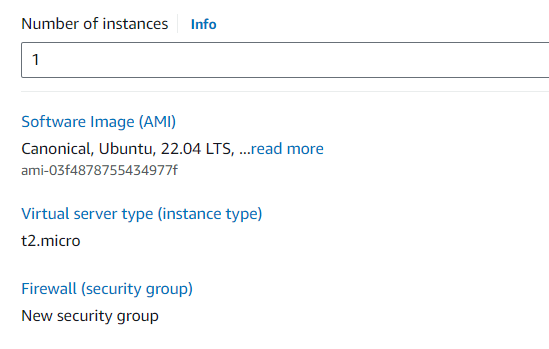 Number of instances Info
1
Software Image (AMI)
Canonical, Ubuntu, 22.04 LTS, ...read more
ami-03f4878755434977f
Virtual server type (instance type)
t2.micro
Firewall (security group)
New security group